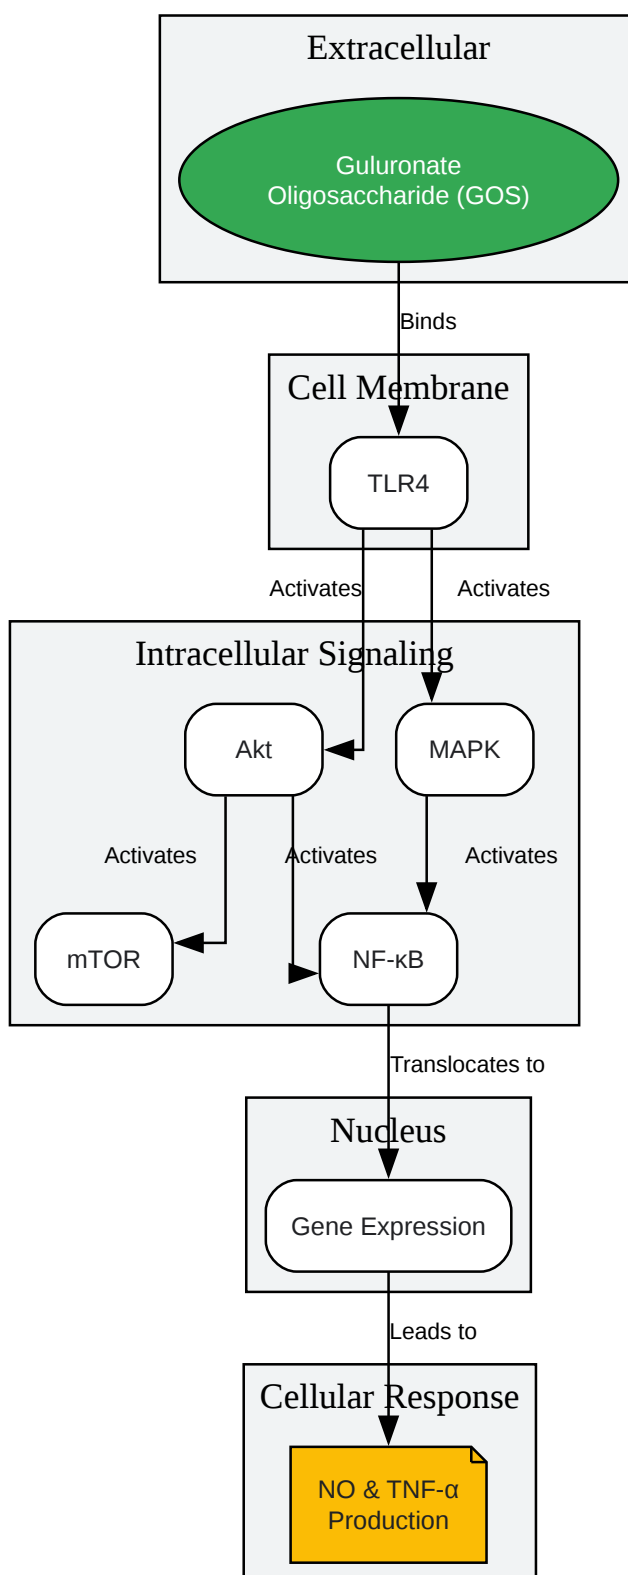 Extracellular
Guluronate
Oligosaccharide (GOS)
Binds
Cell Membrane
TLR4
Activates
Activates
Intracellular Signaling
Akt
MAPK
Activates
Activates
Activates
mTOR
NF-κB
Translocates to
Nucleus
Gene Expression
Leads to
Cellular Response
NO & TNF-α
Production